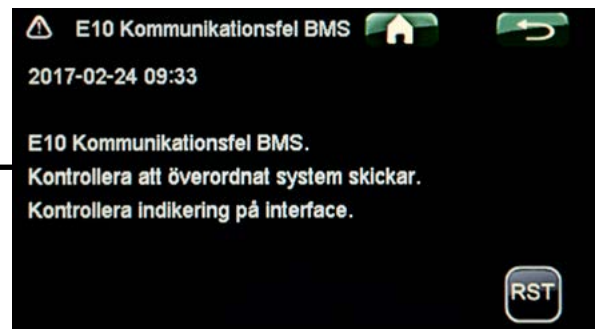 E10 Kommunikationsfel BMS
2017-02-24 09:33
E10 Kommunikationsfel BMS.
Kontrollera att överordnat system skickar.
Kontrollera indikering på interface.
RST